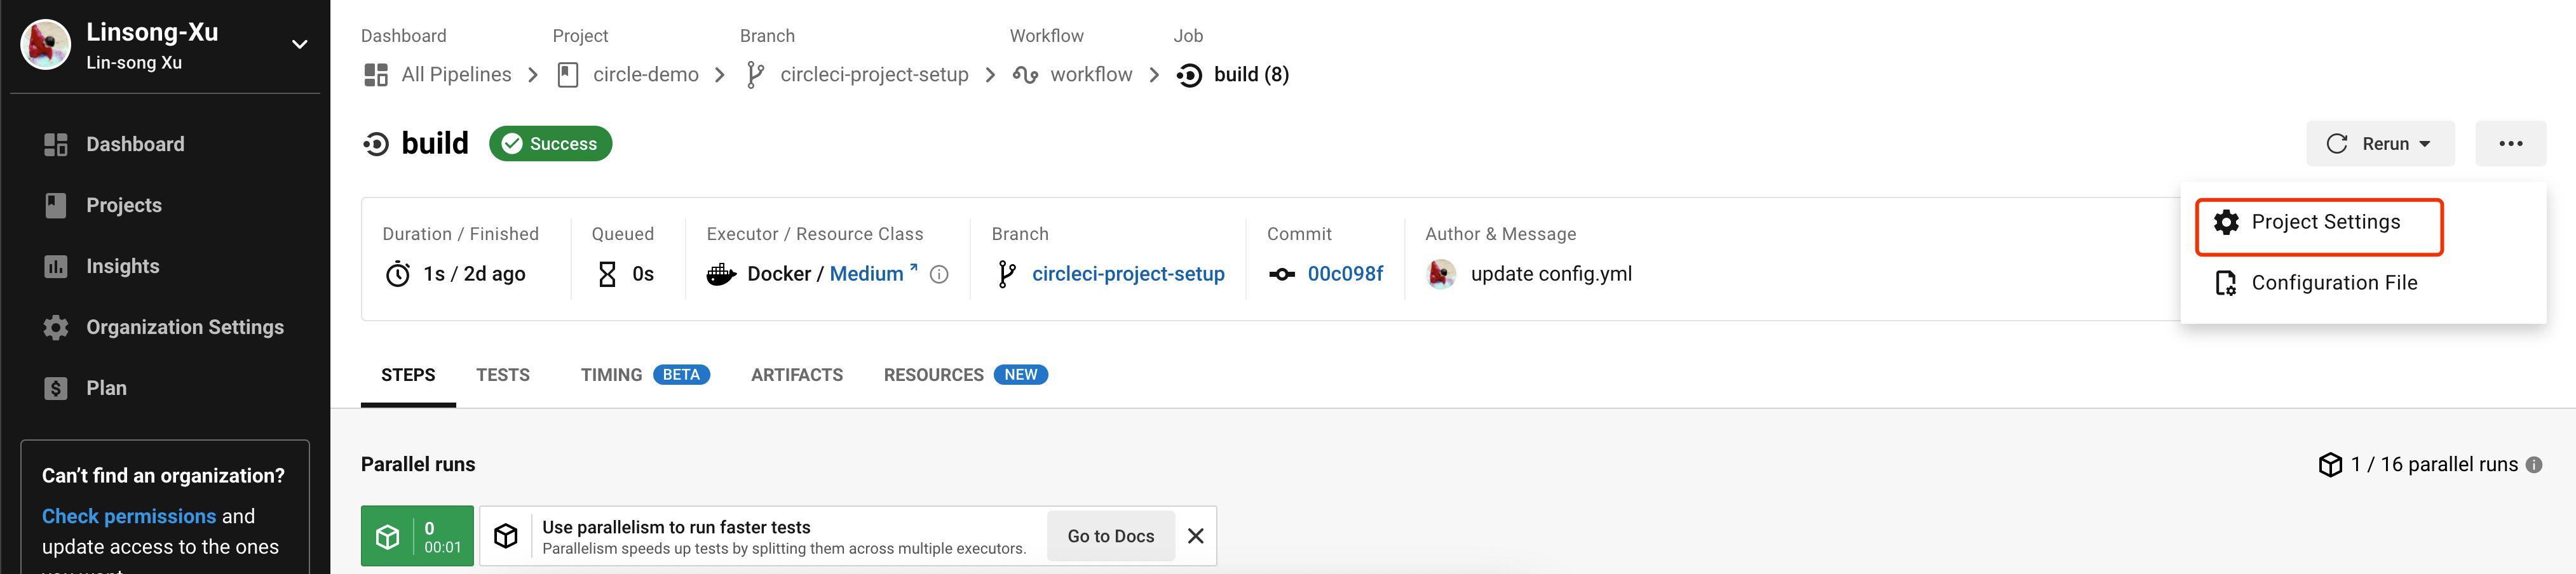 Linsong-Xu
Lin-song Xu
Dashboard
Projects
Insights
Organization Settings
Plan
Can't find an organization?
Check permissions and
update access to the ones
you want
Dashboard Project Branch Workflow Job
All Pipelines circle-demo circleci-project-setup workflow build (8)
build Success
Rerun
Project Settings
Configuration File
Duration / Finished Queued Executor / Resource Class Branch Commit Author & Message
1s / 2d ago 0s Docker / Medium circleci-project-setup 00c098f update config.yml
STEPS TESTS TIMING BETA ARTIFACTS RESOURCES NEW
Parallel runs
1 / 16 parallel runs
0
00:01
Use parallelism to run faster tests
Parallelism speeds up tests by splitting them across multiple executors.
Go to Docs